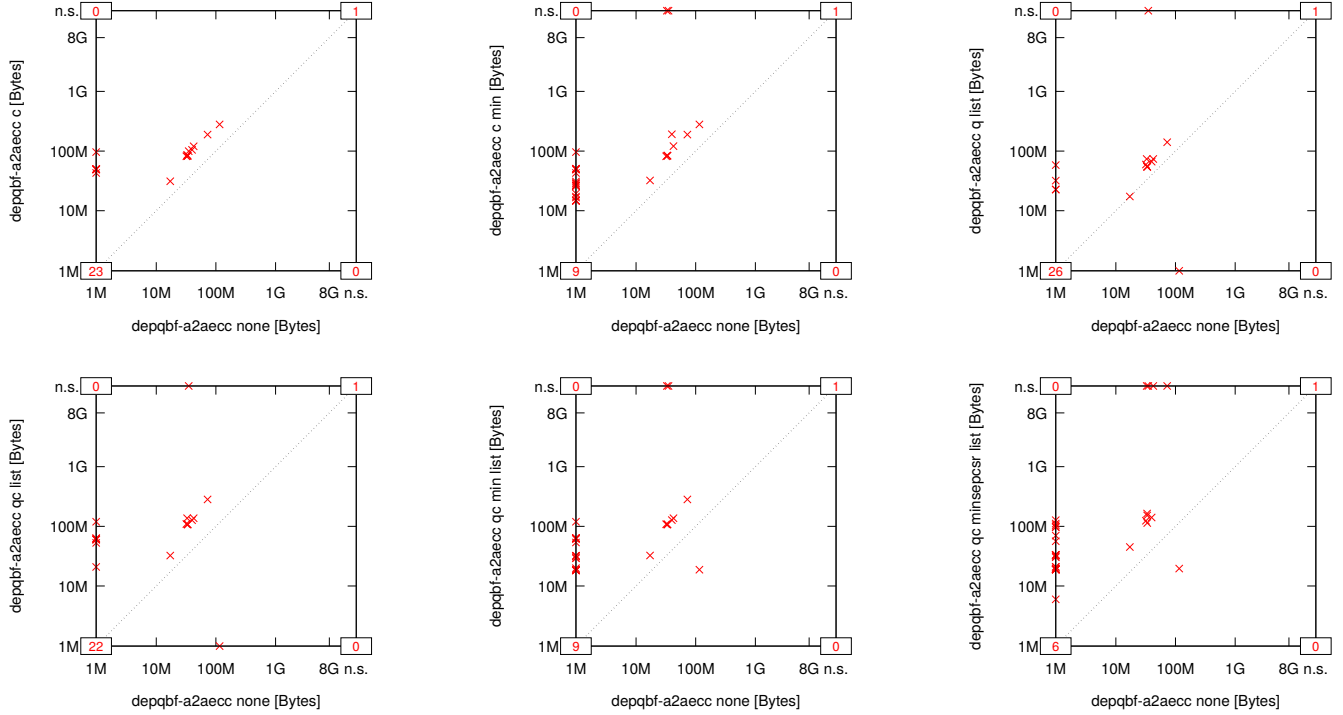 n.s. 0 1
8G
1G
100M
10M
1M 23 0
1M 10M 100M 1G 8G n.s.
depqbf-a2aecc none [Bytes]
depqbf-a2aecc c [Bytes]
n.s. 0 1
8G
1G
100M
10M
1M 9 0
1M 10M 100M 1G 8G n.s.
depqbf-a2aecc none [Bytes]
depqbf-a2aecc c min [Bytes]
n.s. 0 1
8G
1G
100M
10M
1M 26 0
1M 10M 100M 1G 8G n.s.
depqbf-a2aecc none [Bytes]
depqbf-a2aecc q list [Bytes]
n.s. 0 1
8G
1G
100M
10M
1M 22 0
1M 10M 100M 1G 8G n.s.
depqbf-a2aecc none [Bytes]
depqbf-a2aecc qc list [Bytes]
n.s. 0 1
8G
1G
100M
10M
1M 9 0
1M 10M 100M 1G 8G n.s.
depqbf-a2aecc none [Bytes]
depqbf-a2aecc qc min list [Bytes]
n.s. 0 1
8G
1G
100M
10M
1M 6 0
1M 10M 100M 1G 8G n.s.
depqbf-a2aecc none [Bytes]
depqbf-a2aecc qc minsepcsr list [Bytes]